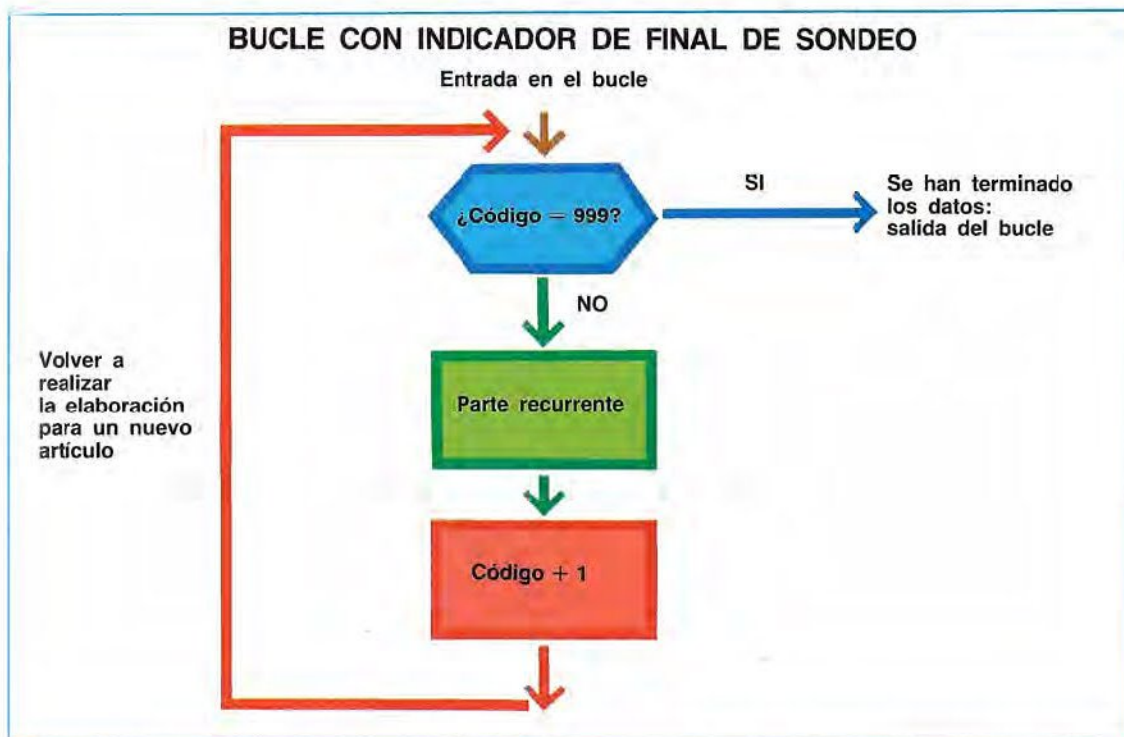 BUCLE CON INDICADOR DE FINAL DE SONDEO
Entrada en el bucle
¿Código = 999?
SI
Se han terminado
los datos:
salida del bucle
NO
Volver a
realizar
la elaboración
para un nuevo
artículo
Parte recurrente
Código + 1